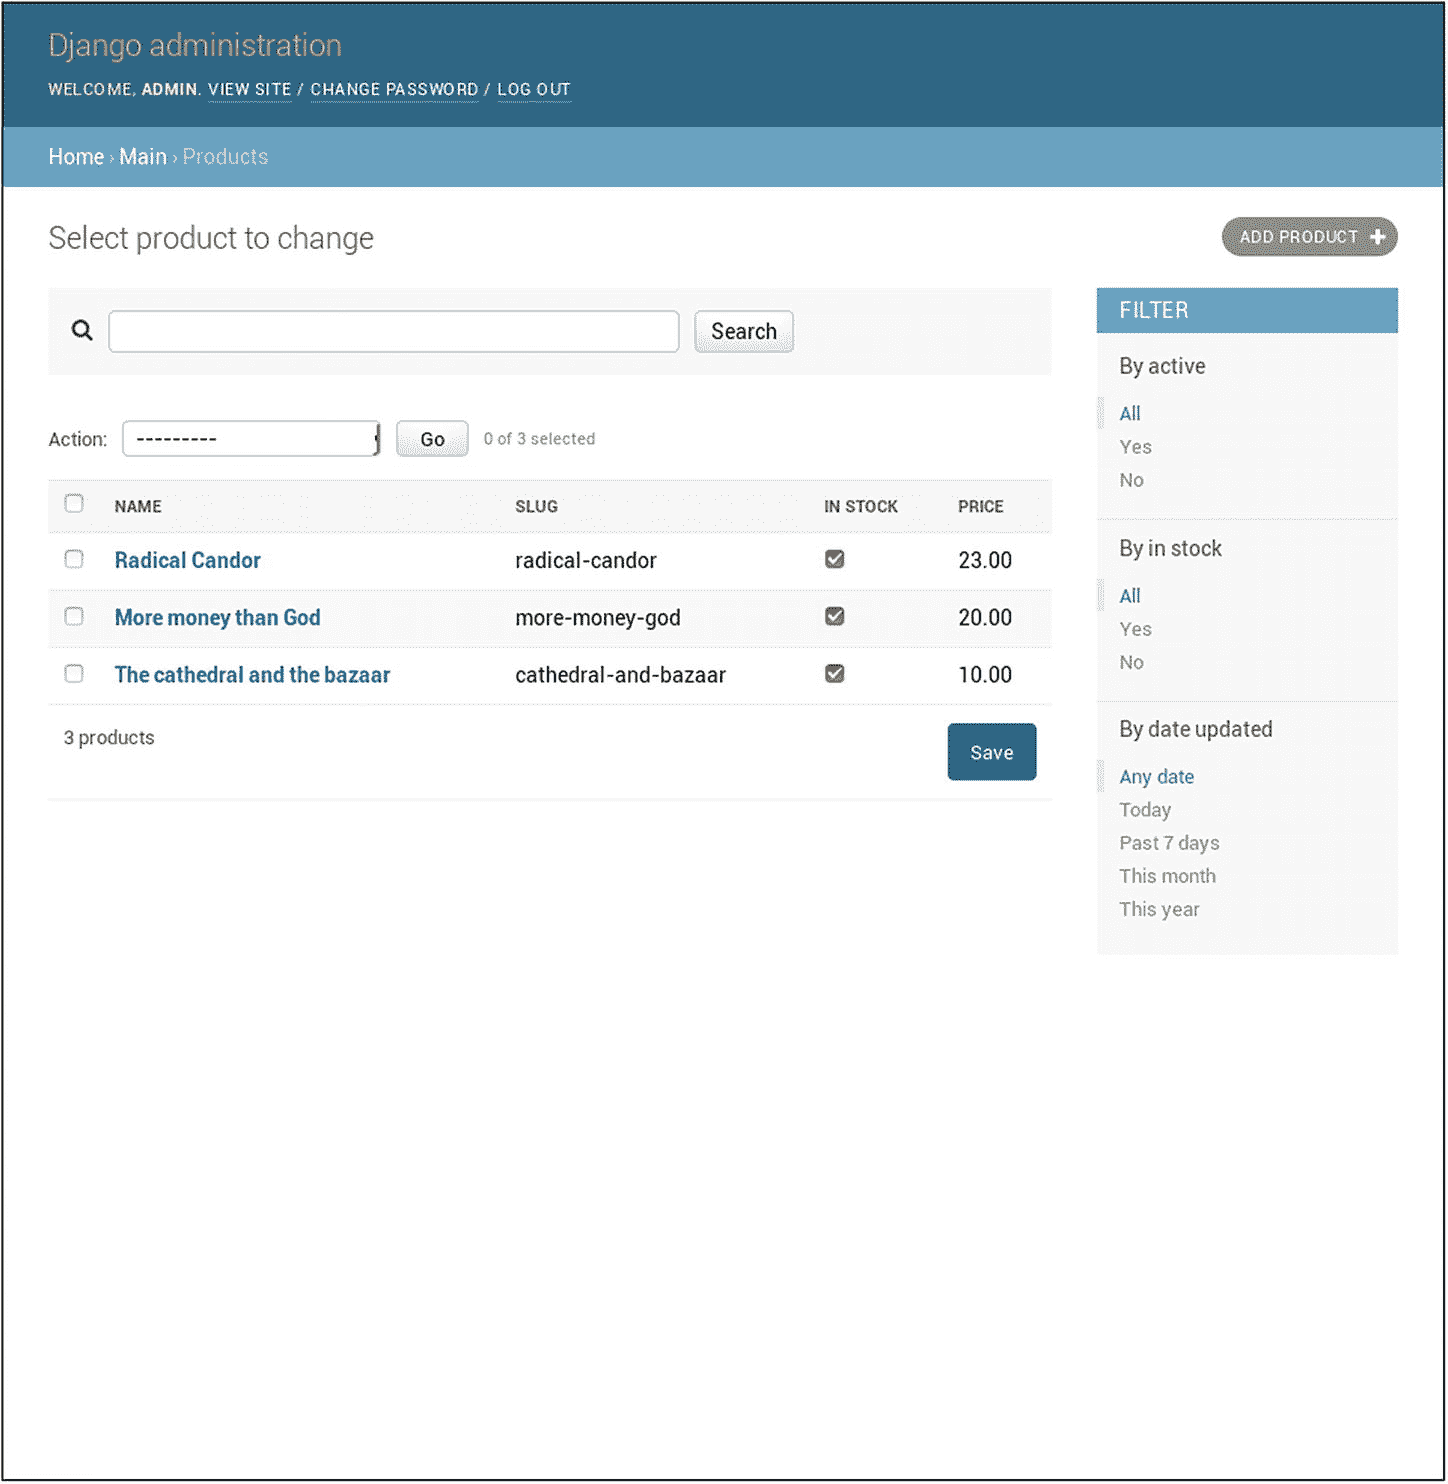 Django administration
WELCOME, ADMIN. VIEW SITE / CHANGE PASSWORD / LOG OUT
Home › Main › Products
Select product to change
ADD PRODUCT +
Search
Action: --------- Go 0 of 3 selected
NAME SLUG IN STOCK PRICE
Radical Candor radical-candor 23.00
More money than God more-money-god 20.00
The cathedral and the bazaar cathedral-and-bazaar 10.00
3 products
Save
FILTER
By active
All
Yes
No
By in stock
All
Yes
No
By date updated
Any date
Today
Past 7 days
This month
This year